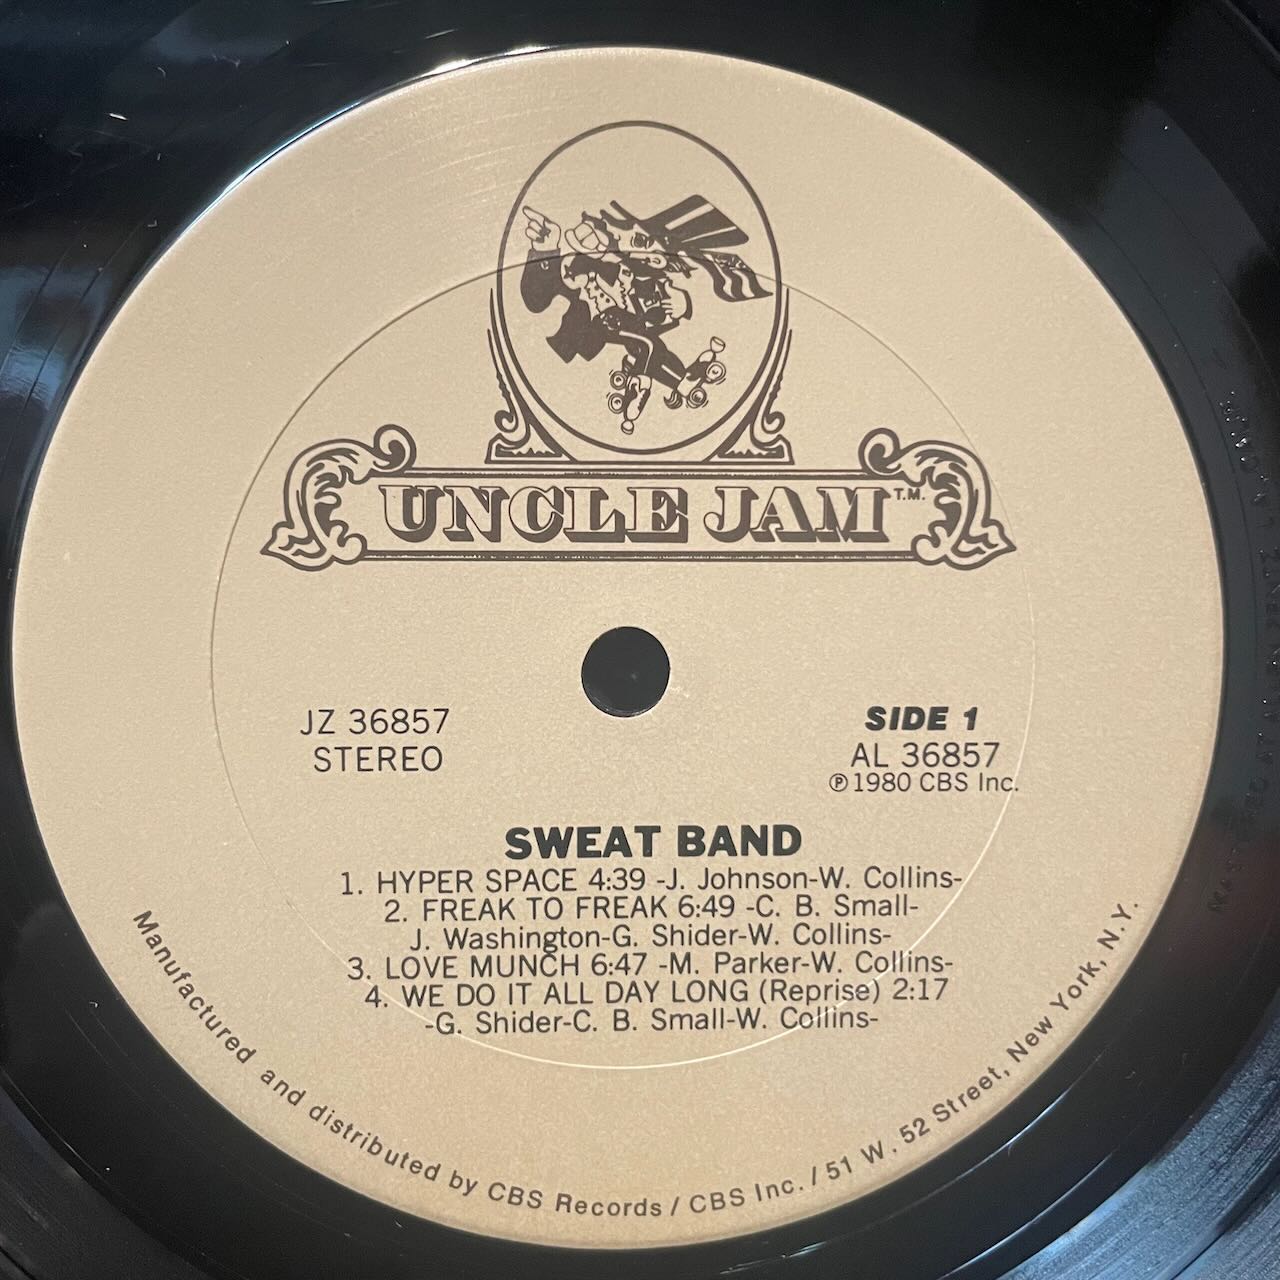 UNCLE JAM T.M.
JZ 36857
STEREO
SIDE 1
AL 36857
℗ 1980 CBS Inc.
SWEAT BAND
1. HYPER SPACE 4:39 -J. Johnson-W. Collins-
2. FREAK TO FREAK 6:49 -C. B. Small-
J. Washington-G. Shider-W. Collins-
3. LOVE MUNCH 6:47 -M. Parker-W. Collins-
4. WE DO IT ALL DAY LONG (Reprise) 2:17
-G. Shider-C. B. Small-W. Collins-
Manufactured and distributed by CBS Records / CBS Inc. / 51 W. 52 Street, New York, N.Y.